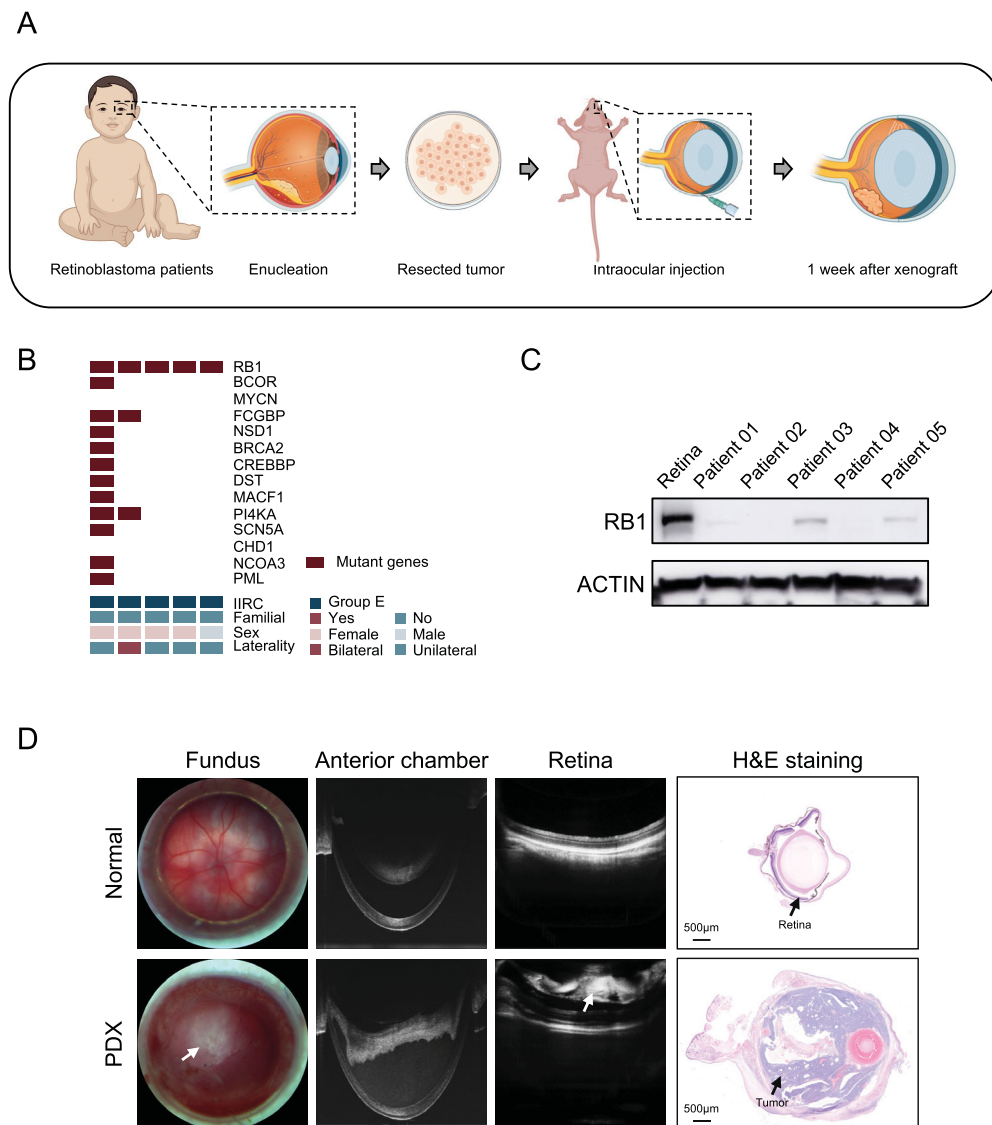 A
Retinoblastoma patients
Enucleation
Resected tumor
Intraocular injection
1 week after xenograft
B
RB1
BCOR
MYCN
FCGBP
NSD1
BRCA2
CREBBP
DST
MACF1
PI4KA
SCN5A
CHD1
NCOA3
PML
Mutant genes
IIRC
Group E
Familial
Yes
No
Sex
Female
Male
Laterality
Bilateral
Unilateral
C
Retina
Patient 01
Patient 02
Patient 03
Patient 04
Patient 05
RB1
ACTIN
D
Fundus
Anterior chamber
Retina
H&E staining
Normal
Retina
500μm
PDX
Tumor
500μm